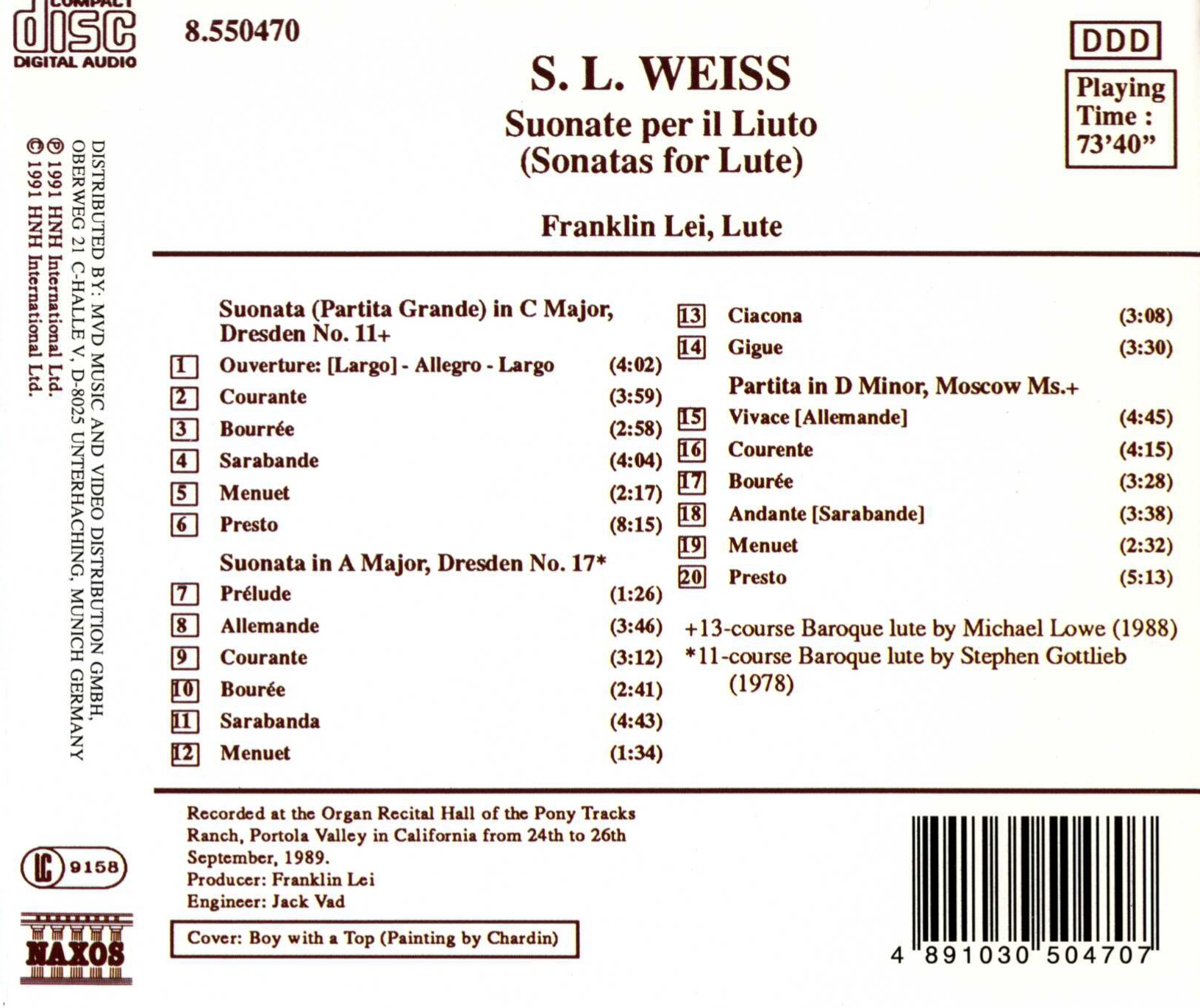 COMPACT
disc
DIGITAL AUDIO
8.550470
DDD
Playing
Time :
73’40”
S. L. WEISS
Suonate per il Liuto
(Sonatas for Lute)
Franklin Lei, Lute
DISTRIBUTED BY: MVD MUSIC AND VIDEO DISTRIBUTION GMBH,
OBERWEG 21 C-HALLE V, D-8025 UNTERHACHING, MUNICH GERMANY
℗ 1991 HNH International Ltd.
© 1991 HNH International Ltd.
Suonata (Partita Grande) in C Major,
Dresden No. 11+
1 Ouverture: [Largo] - Allegro - Largo (4:02)
2 Courante (3:59)
3 Bourrée (2:58)
4 Sarabande (4:04)
5 Menuet (2:17)
6 Presto (8:15)
Suonata in A Major, Dresden No. 17*
7 Prélude (1:26)
8 Allemande (3:46)
9 Courante (3:12)
10 Bourée (2:41)
11 Sarabanda (4:43)
12 Menuet (1:34)
13 Ciacona (3:08)
14 Gigue (3:30)
Partita in D Minor, Moscow Ms.+
15 Vivace [Allemande] (4:45)
16 Courente (4:15)
17 Bourée (3:28)
18 Andante [Sarabande] (3:38)
19 Menuet (2:32)
20 Presto (5:13)
+13-course Baroque lute by Michael Lowe (1988)
*11-course Baroque lute by Stephen Gottlieb
(1978)
Recorded at the Organ Recital Hall of the Pony Tracks
Ranch, Portola Valley in California from 24th to 26th
September, 1989.
Producer: Franklin Lei
Engineer: Jack Vad
Cover: Boy with a Top (Painting by Chardin)
LC 9158
NAXOS
4 891030 504707